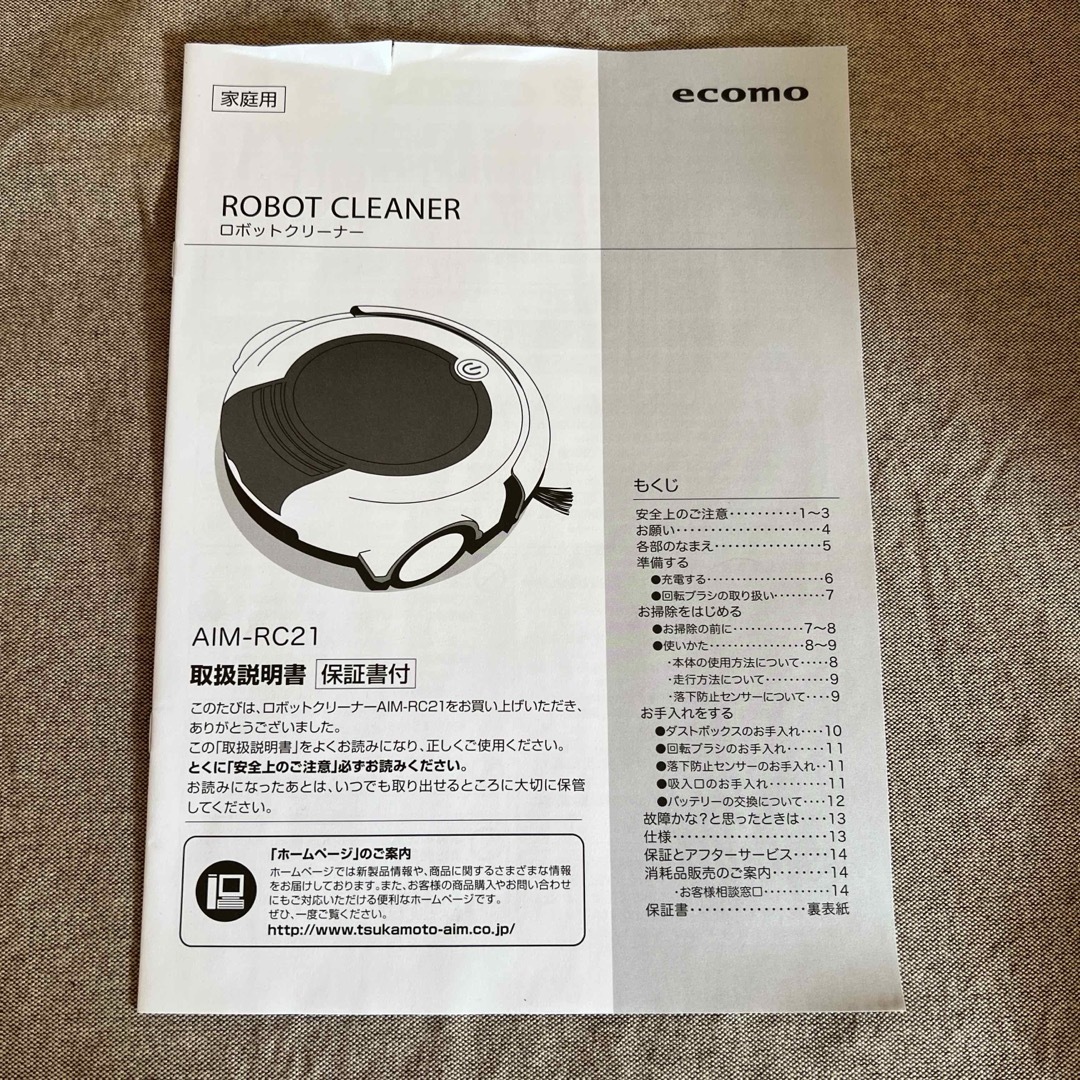 家庭用
ecomo
ROBOT CLEANER
ロボットクリーナー
AIM-RC21
取扱説明書 保証書付
このたびは、ロボットクリーナーAIM-RC21をお買い上げいただき、
ありがとうございました。
この「取扱説明書」をよくお読みになり、正しくご使用ください。
とくに「安全上のご注意」必ずお読みください。
お読みになったあとは、いつでも取り出せるところに大切に保管
してください。
「ホームページ」のご案内
ホームページでは新製品情報や、商品に関するさまざまな情報
をお届けしております。また、お客様の商品購入やお問い合わせ
にもご対応いただける便利なホームページです。
ぜひ、一度ご覧ください。
http://www.tsukamoto-aim.co.jp/
もくじ
安全上のご注意··········1～3
お願い·····················4
各部のなまえ················5
準備する
●充電する·····················6
●回転ブラシの取り扱い·········7
お掃除をはじめる
●お掃除の前に············7～8
●使いかた················8～9
·本体の使用方法について·····8
·走行方法について···········9
·落下防止センサーについて····9
お手入れをする
●ダストボックスのお手入れ····10
●回転ブラシのお手入れ······11
●落下防止センサーのお手入れ··11
●吸入口のお手入れ··········11
●バッテリーの交換について····12
故障かな？と思ったときは····13
仕様·······················13
保証とアフターサービス·····14
消耗品販売のご案内········14
·お客様相談窓口············14
保証書·················裏表紙